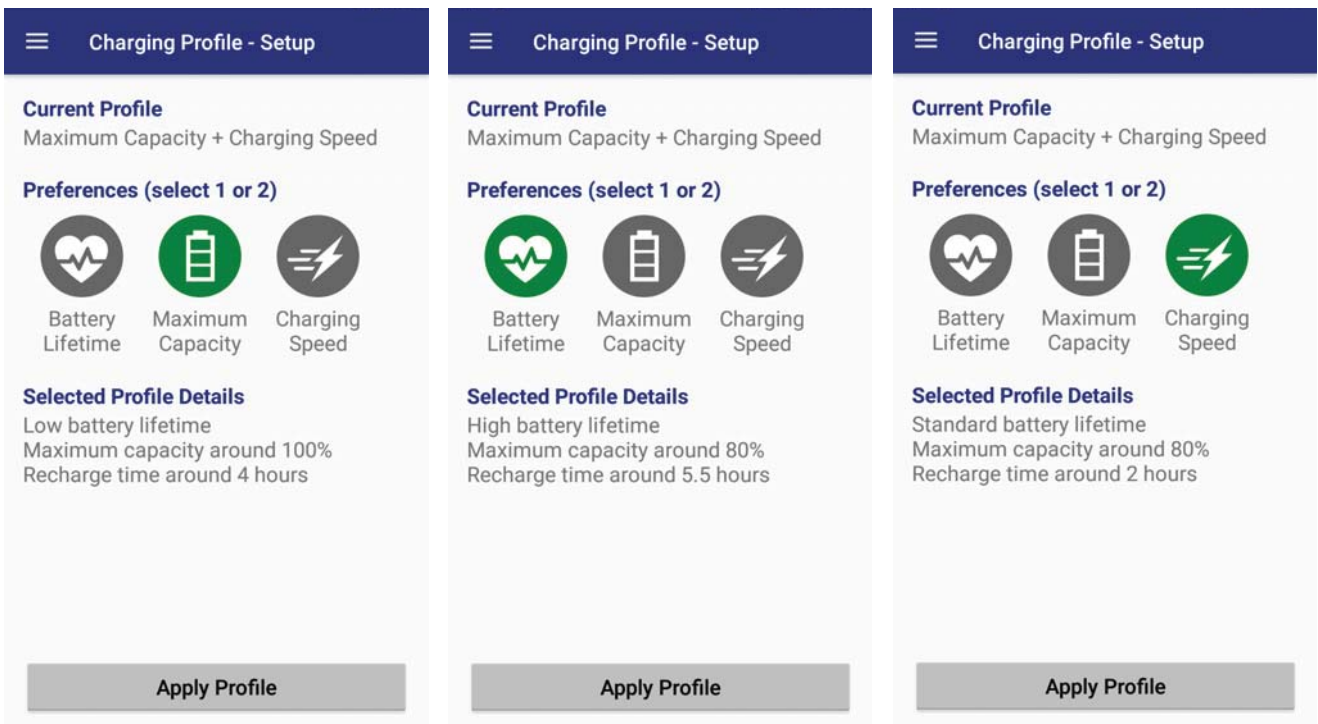 Charging Profile - Setup
Current Profile
Maximum Capacity + Charging Speed
Preferences (select 1 or 2)
Battery Lifetime
Maximum Capacity
Charging Speed
Selected Profile Details
Low battery lifetime
Maximum capacity around 100%
Recharge time around 4 hours
Apply Profile
Charging Profile - Setup
Current Profile
Maximum Capacity + Charging Speed
Preferences (select 1 or 2)
Battery Lifetime
Maximum Capacity
Charging Speed
Selected Profile Details
High battery lifetime
Maximum capacity around 80%
Recharge time around 5.5 hours
Apply Profile
Charging Profile - Setup
Current Profile
Maximum Capacity + Charging Speed
Preferences (select 1 or 2)
Battery Lifetime
Maximum Capacity
Charging Speed
Selected Profile Details
Standard battery lifetime
Maximum capacity around 80%
Recharge time around 2 hours
Apply Profile